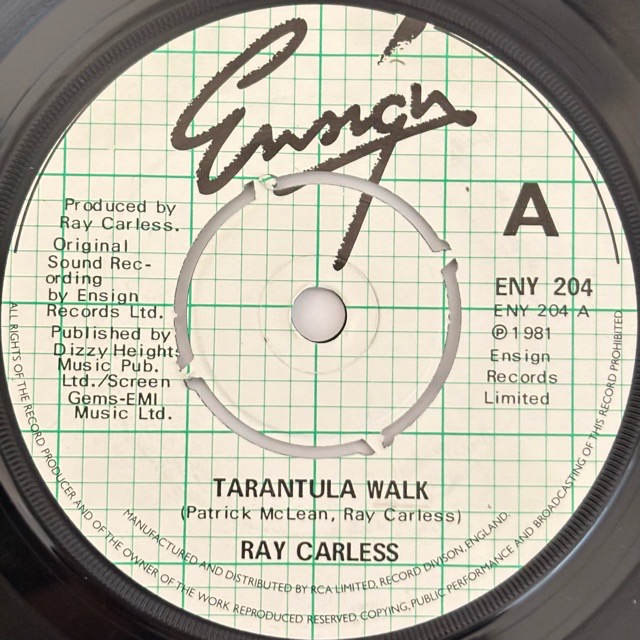 Ensign
A
Produced by
Ray Carless.
Original
Sound Rec-
ording
by Ensign
Records Ltd.
Published by
Dizzy Heights
Music Pub.
Ltd./Screen
Gems-EMI
Music Ltd.
ENY 204
ENY 204 A
℗ 1981
Ensign
Records
Limited
TARANTULA WALK
(Patrick McLean, Ray Carless)
RAY CARLESS
MANUFACTURED AND DISTRIBUTED BY RCA LIMITED, RECORD DIVISON, ENGLAND.
ALL RIGHTS OF THE RECORD PRODUCER AND OF THE OWNER OF THE WORK REPRODUCED RESERVED. COPYING, PUBLIC PERFORMANCE AND BROADCASTING OF THIS RECORD PROHIBITED